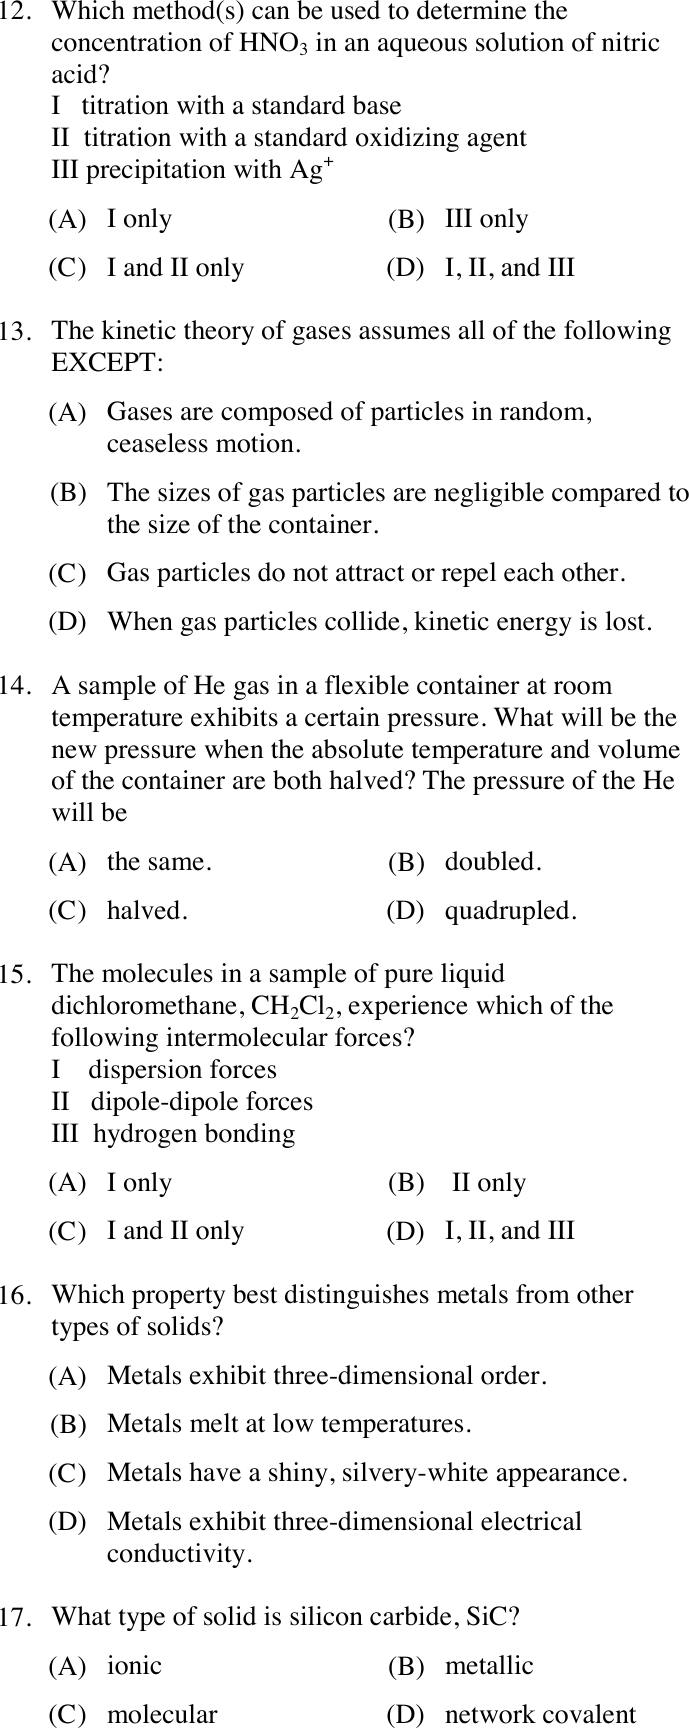 12. Which method(s) can be used to determine the
concentration of HNO₃ in an aqueous solution of nitric
acid?
I titration with a standard base
II titration with a standard oxidizing agent
III precipitation with Ag⁺
(A) I only (B) III only
(C) I and II only (D) I, II, and III
13. The kinetic theory of gases assumes all of the following
EXCEPT:
(A) Gases are composed of particles in random,
ceaseless motion.
(B) The sizes of gas particles are negligible compared to
the size of the container.
(C) Gas particles do not attract or repel each other.
(D) When gas particles collide, kinetic energy is lost.
14. A sample of He gas in a flexible container at room
temperature exhibits a certain pressure. What will be the
new pressure when the absolute temperature and volume
of the container are both halved? The pressure of the He
will be
(A) the same. (B) doubled.
(C) halved. (D) quadrupled.
15. The molecules in a sample of pure liquid
dichloromethane, CH₂Cl₂, experience which of the
following intermolecular forces?
I dispersion forces
II dipole-dipole forces
III hydrogen bonding
(A) I only (B) II only
(C) I and II only (D) I, II, and III
16. Which property best distinguishes metals from other
types of solids?
(A) Metals exhibit three-dimensional order.
(B) Metals melt at low temperatures.
(C) Metals have a shiny, silvery-white appearance.
(D) Metals exhibit three-dimensional electrical
conductivity.
17. What type of solid is silicon carbide, SiC?
(A) ionic (B) metallic
(C) molecular (D) network covalent